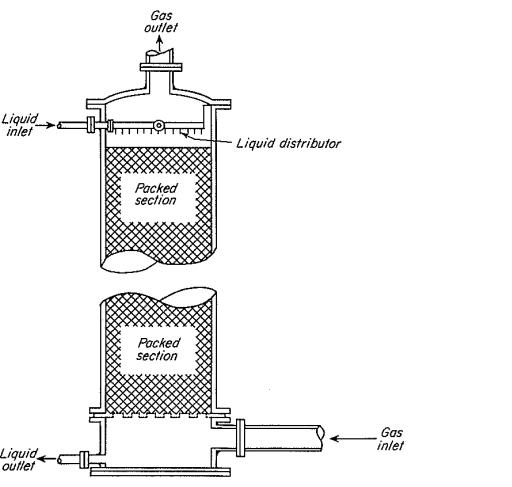 Gas
outlet
Liquid
inlet
Liquid distributor
Packed
section
Packed
section
Liquid
outlet
Gas
inlet